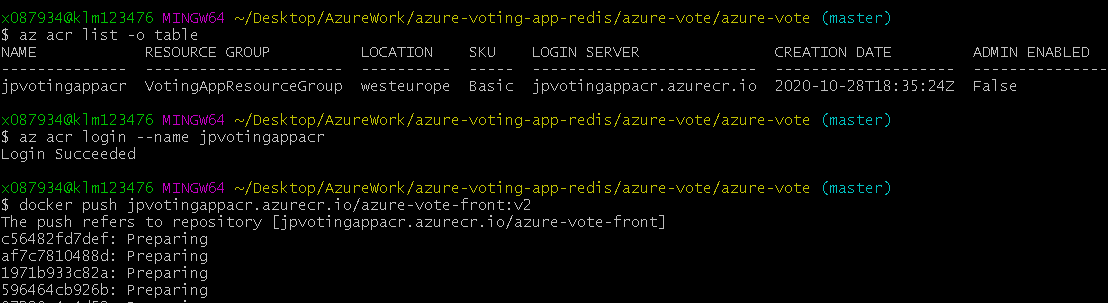 x087934@klm123476 MINGW64 ~/Desktop/AzureWork/azure-voting-app-redis/azure-vote/azure-vote (master)
$ az acr list -o table
NAME RESOURCE GROUP LOCATION SKU LOGIN SERVER CREATION DATE ADMIN ENABLED
-------------- ---------------------- ---------- ----- ------------------------- -------------------- ---------------
jpvotingappacr VotingAppResourceGroup westeurope Basic jpvotingappacr.azurecr.io 2020-10-28T18:35:24Z False
x087934@klm123476 MINGW64 ~/Desktop/AzureWork/azure-voting-app-redis/azure-vote/azure-vote (master)
$ az acr login --name jpvotingappacr
Login Succeeded
x087934@klm123476 MINGW64 ~/Desktop/AzureWork/azure-voting-app-redis/azure-vote/azure-vote (master)
$ docker push jpvotingappacr.azurecr.io/azure-vote-front:v2
The push refers to repository [jpvotingappacr.azurecr.io/azure-vote-front]
c56482fd7def: Preparing
af7c7810488d: Preparing
1971b933c82a: Preparing
596464cb926b: Preparing